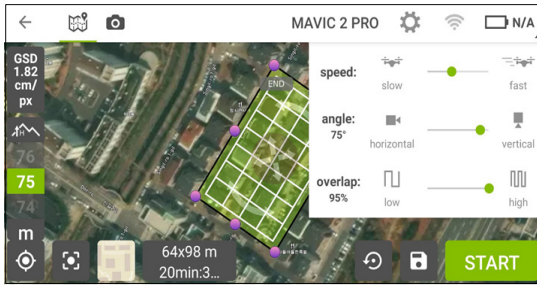 MAVIC 2 PRO
N/A
GSD
1.82
cm/
px
76
75
74
m
END
speed:
slow
fast
angle:
75°
horizontal
vertical
overlap:
95%
low
high
64x98 m
20min:3...
START